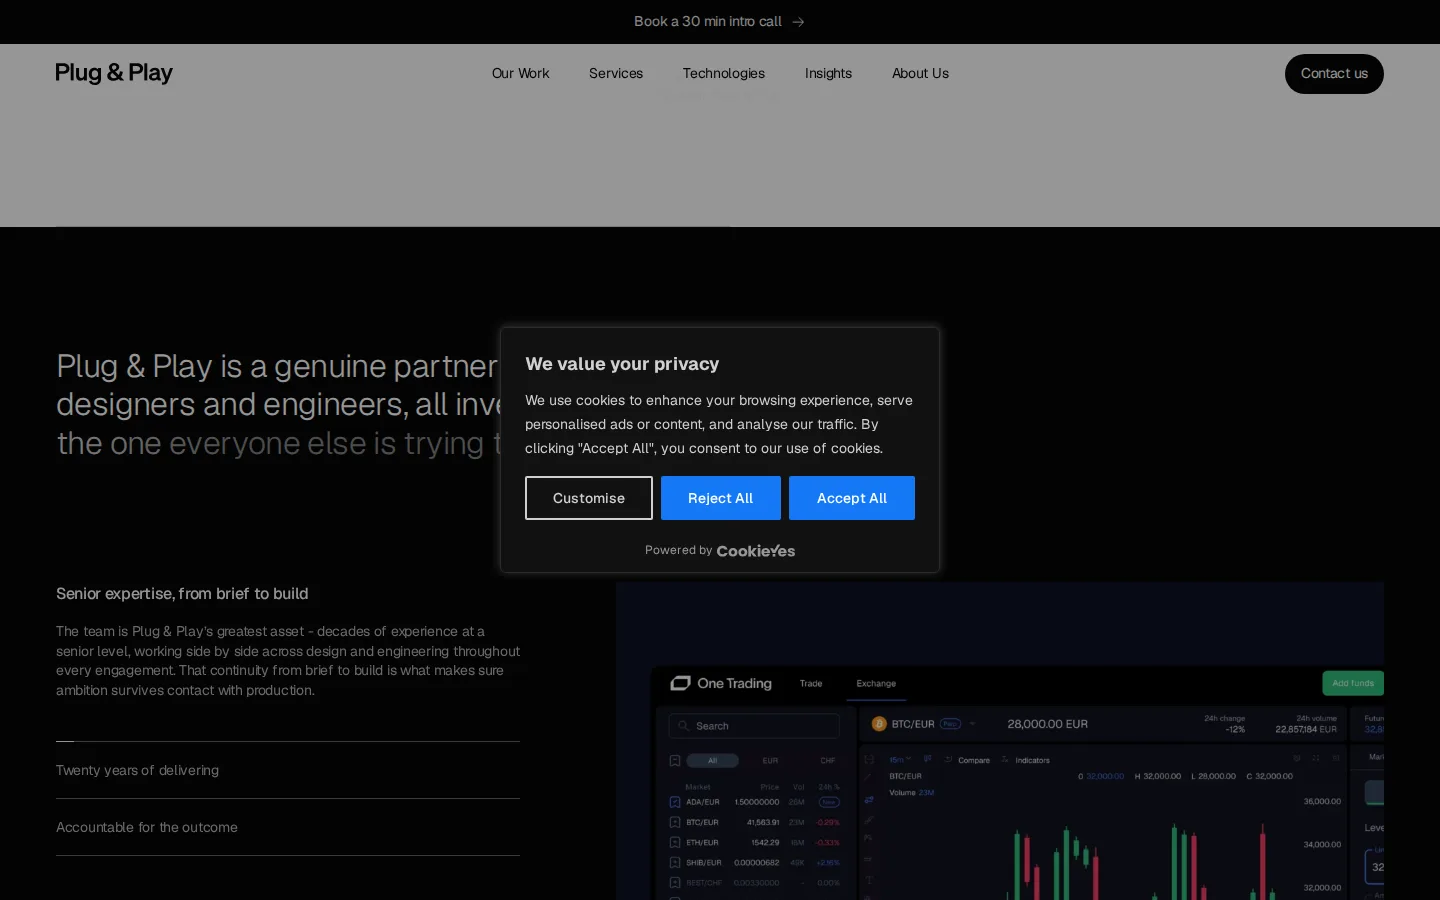 Book a 30 min intro call
Plug & Play
Our Work
Services
Technologies
Insights
About Us
Contact us
Plug & Play is a genuine partner
designers and engineers, all
the one everyone else is trying
We value your privacy
We use cookies to enhance your browsing experience, serve
personalised ads or content, and analyse our traffic. By
clicking "Accept All", you consent to our use of cookies.
Customise
Reject All
Accept All
Powered by CookieYes
Senior expertise, from brief to build
The team is Plug & Play's greatest asset - decades of experience at a
senior level, working side by side across design and engineering throughout
every engagement. That continuity from brief to build is what makes sure
ambition survives contact with production.
Twenty years of delivering
Accountable for the outcome
One Trading
Trade
Exchange
Add funds
Search
BTC/EUR
28,000.00 EUR
24h change
-12%
24h volume
22,857,184 EUR
All
EUR
CHF
15m
Compare
Indicators
BTC/EUR
O 32,000.00 H 32,000.00 L 28,000.00 C 32,000.00
Volume 23M
Market Price Vol 24h %
ADA/EUR 1.50000000 20M
BTC/EUR 41,563.91 23M -0.29%
ETH/EUR 1542.29 18M -0.33%
SHIB/EUR 0.00000682 49K +2.16%
BEST/CHF 0.00330000 - 0.00%
36,000.00
34,000.00
32,000.00